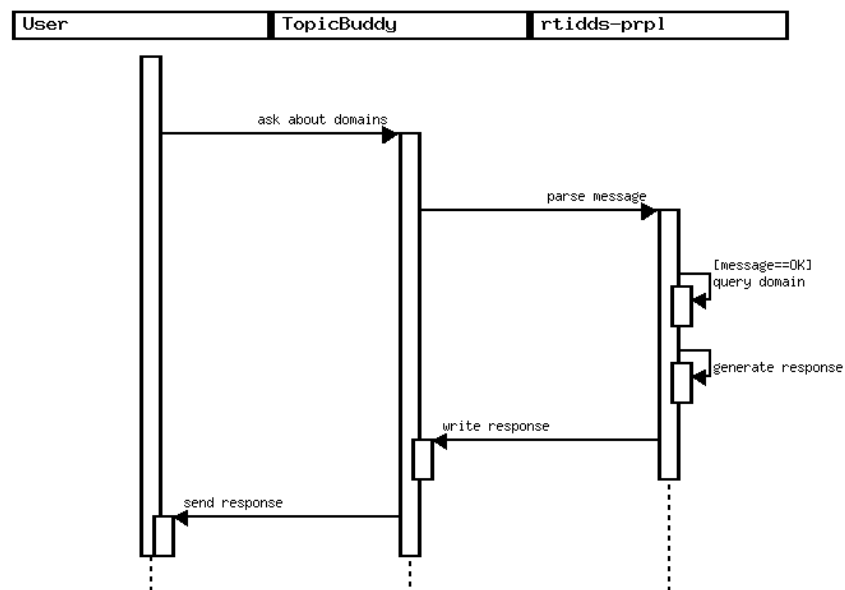 User
TopicBuddy
rtidds-prpl
ask about domains
parse message
[message==OK]
query domain
generate response
write response
send response